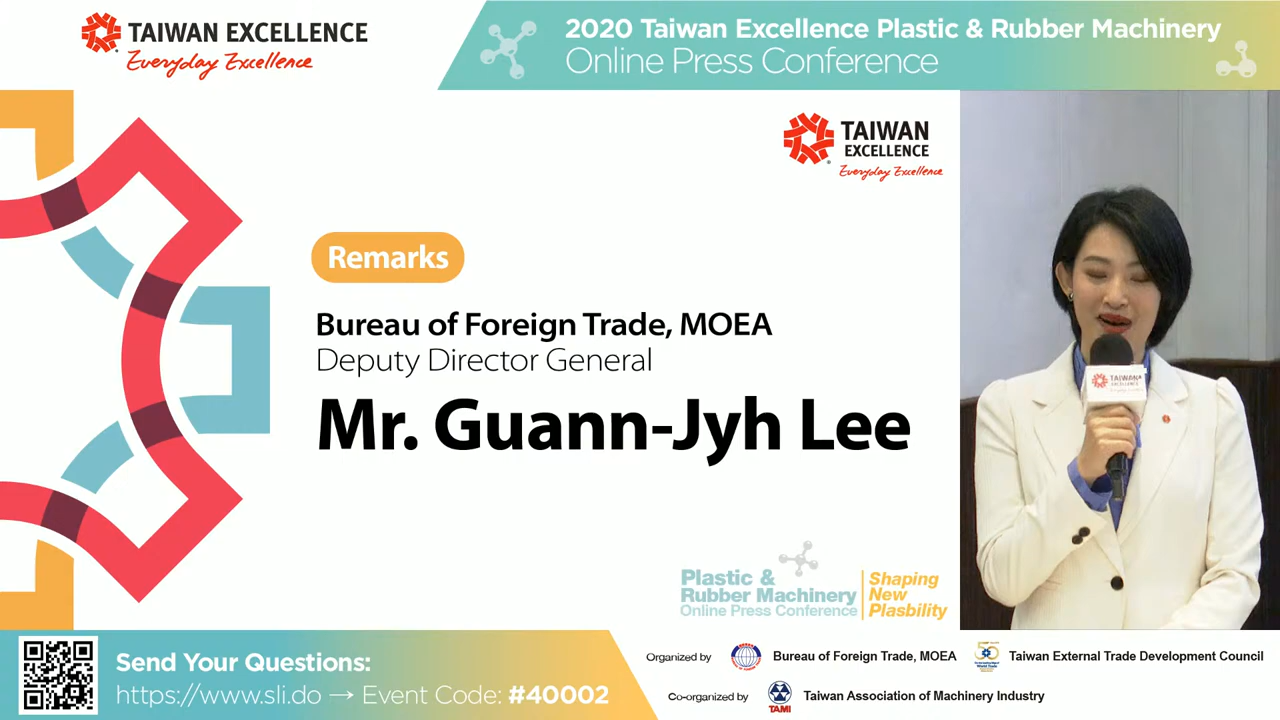 TAIWAN EXCELLENCE
Everyday Excellence
2020 Taiwan Excellence Plastic & Rubber Machinery
Online Press Conference
TAIWAN
EXCELLENCE
Everyday Excellence
Remarks
Bureau of Foreign Trade, MOEA
Deputy Director General
Mr. Guann-Jyh Lee
TAIWAN
EXCELLENCE
Plastic &
Rubber Machinery
Online Press Conference
Shaping
New
Plasbility
Send Your Questions:
https://www.sli.do → Event Code: #40002
Organized by
Bureau of Foreign Trade, MOEA
Taiwan External Trade Development Council
Co-organized by
TAMI
Taiwan Association of Machinery Industry